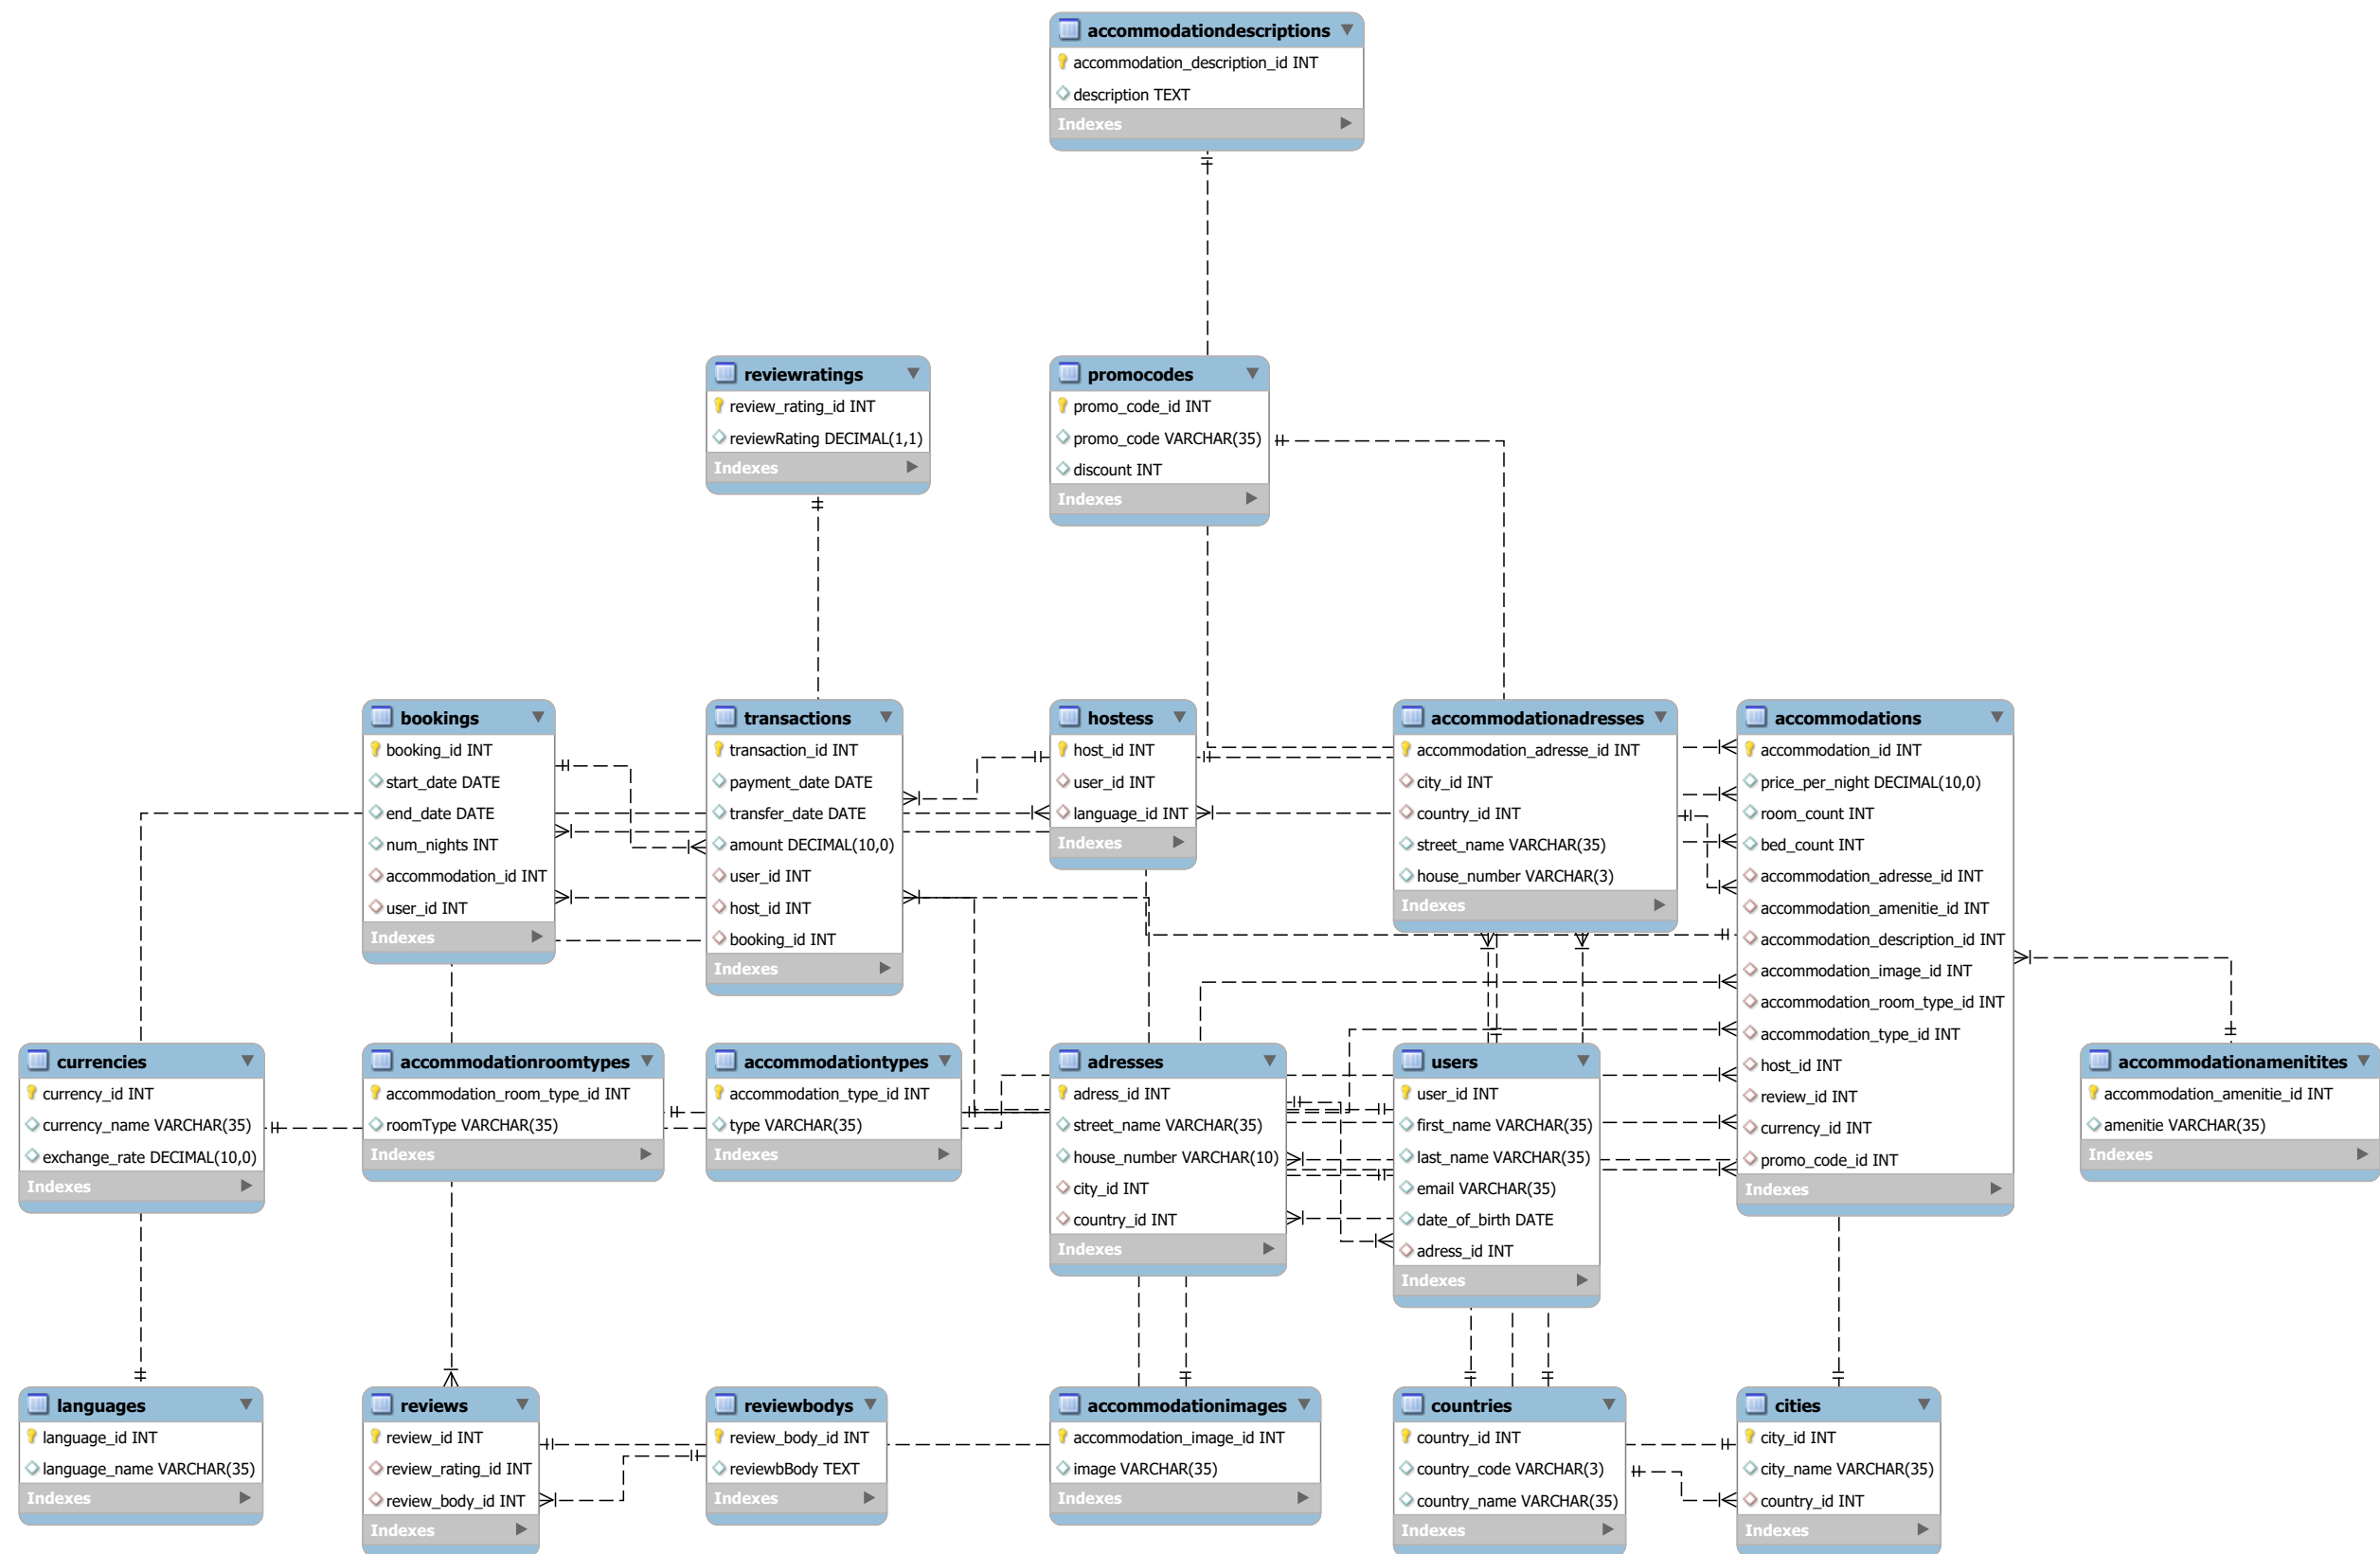 accommodationdescriptions
accommodation_description_id INT
description TEXT
Indexes
reviewratings
review_rating_id INT
reviewRating DECIMAL(1,1)
Indexes
promocodes
promo_code_id INT
promo_code VARCHAR(35)
discount INT
Indexes
bookings
booking_id INT
start_date DATE
end_date DATE
num_nights INT
accommodation_id INT
user_id INT
Indexes
transactions
transaction_id INT
payment_date DATE
transfer_date DATE
amount DECIMAL(10,0)
user_id INT
host_id INT
booking_id INT
Indexes
hostess
host_id INT
user_id INT
language_id INT
Indexes
accommodationadresses
accommodation_adresse_id INT
city_id INT
country_id INT
street_name VARCHAR(35)
house_number VARCHAR(3)
Indexes
accommodations
accommodation_id INT
price_per_night DECIMAL(10,0)
room_count INT
bed_count INT
accommodation_adresse_id INT
accommodation_amenitie_id INT
accommodation_description_id INT
accommodation_image_id INT
accommodation_room_type_id INT
accommodation_type_id INT
host_id INT
review_id INT
currency_id INT
promo_code_id INT
Indexes
currencies
currency_id INT
currency_name VARCHAR(35)
exchange_rate DECIMAL(10,0)
Indexes
accommodationroomtypes
accommodation_room_type_id INT
roomType VARCHAR(35)
Indexes
accommodationtypes
accommodation_type_id INT
type VARCHAR(35)
Indexes
adresses
adress_id INT
street_name VARCHAR(35)
house_number VARCHAR(10)
city_id INT
country_id INT
Indexes
users
user_id INT
first_name VARCHAR(35)
last_name VARCHAR(35)
email VARCHAR(35)
date_of_birth DATE
adress_id INT
Indexes
accommodationamenitites
accommodation_amenitie_id INT
amenitie VARCHAR(35)
Indexes
languages
language_id INT
language_name VARCHAR(35)
Indexes
reviews
review_id INT
review_rating_id INT
review_body_id INT
Indexes
reviewbodys
review_body_id INT
reviewbBody TEXT
Indexes
accommodationimages
accommodation_image_id INT
image VARCHAR(35)
Indexes
countries
country_id INT
country_code VARCHAR(3)
country_name VARCHAR(35)
Indexes
cities
city_id INT
city_name VARCHAR(35)
country_id INT
Indexes